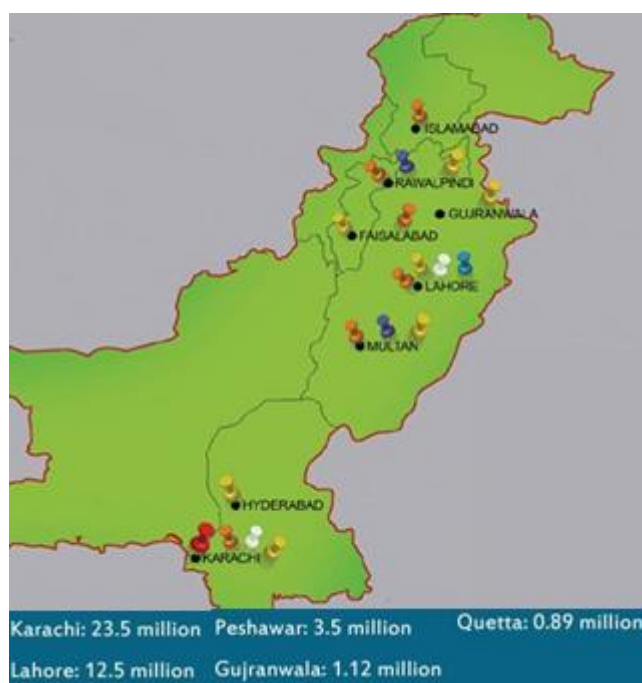 ISLAMABAD
RAWALPINDI
GUJRANWALA
FAISALABAD
LAHORE
MULTAN
HYDERABAD
KARACHI
Karachi: 23.5 million Peshawar: 3.5 million Quetta: 0.89 million
Lahore: 12.5 million Gujranwala: 1.12 million